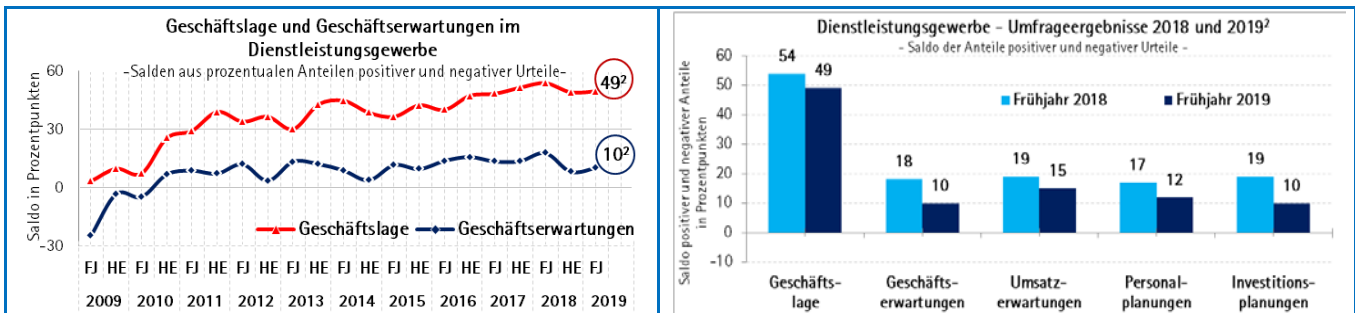 Geschäftslage und Geschäftserwartungen im
Dienstleistungsgewerbe
-Salden aus prozentualen Anteilen positiver und negativer Urteile-
Saldo in Prozentpunkten
60
30
0
-30
49²
10²
Geschäftslage
Geschäftserwartungen
FJ HE FJ HE FJ HE FJ HE FJ HE FJ HE FJ HE FJ HE FJ HE FJ HE FJ
2009 2010 2011 2012 2013 2014 2015 2016 2017 2018 2019
Dienstleistungsgewerbe – Umfrageergebnisse 2018 und 2019²
- Saldo der Anteile positiver und negativer Urteile -
Saldo positiver und negativer Anteile
in Prozentpunkten
60
50
40
30
20
10
0
-10
Frühjahr 2018
Frühjahr 2019
54
49
18
10
19
15
17
12
19
10
Geschäfts-
lage
Geschäfts-
erwartungen
Umsatz-
erwartungen
Personal-
planungen
Investitions-
planungen